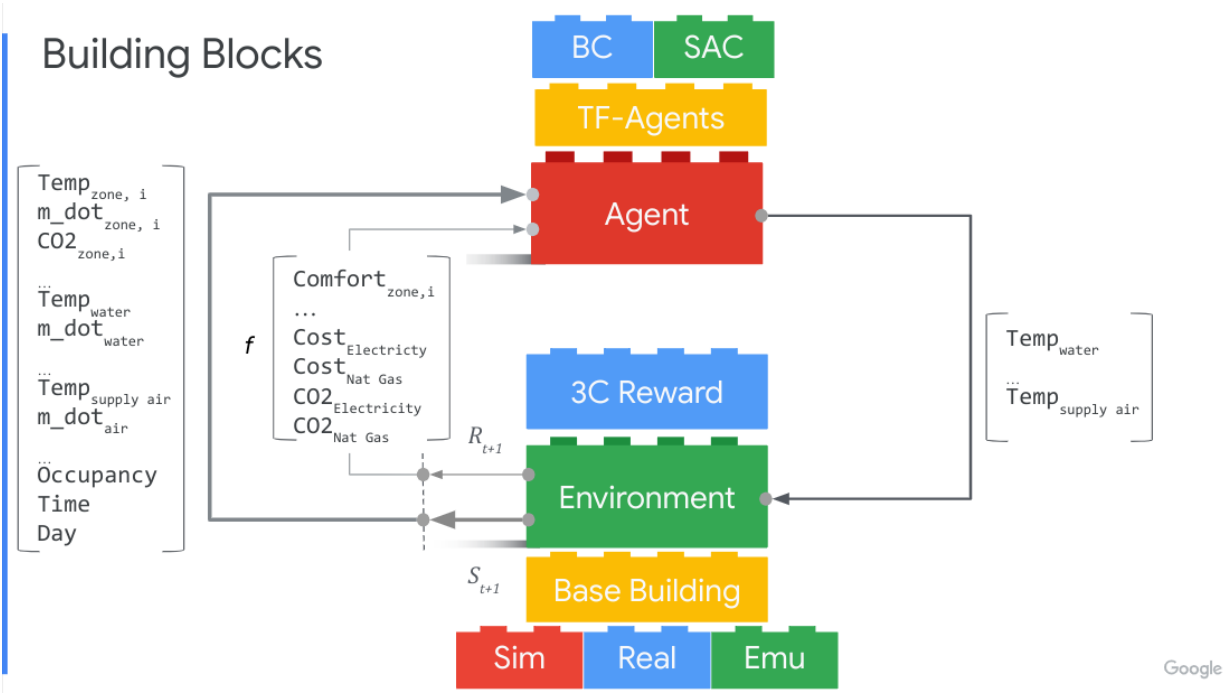 Building Blocks
BC
SAC
TF-Agents
Agent
Temp zone, i
m_dot zone, i
CO2 zone,i
...
Temp water
m_dot water
...
Temp supply air
m_dot air
...
Occupancy
Time
Day
f
Comfort zone,i
...
Cost Electricty
Cost Nat Gas
CO2 Electricity
CO2 Nat Gas
R t+1
S t+1
3C Reward
Environment
Base Building
Sim
Real
Emu
Temp water
...
Temp supply air
Google